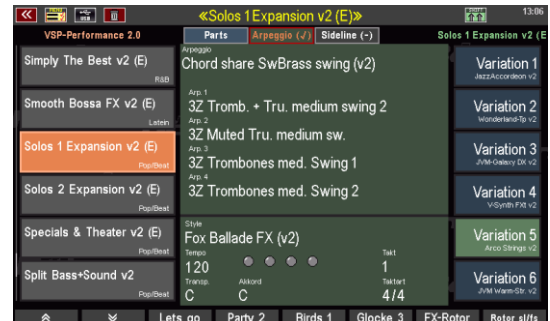 «Solos 1 Expansion v2 (E)»
13:06
VSP-Performance 2.0
Parts
Arpeggio (√)
Sideline (-)
Solos 1 Expansion v2 (E
Simply The Best v2 (E)
R&B
Smooth Bossa FX v2 (E)
Latein
Solos 1 Expansion v2 (E)
Pop/Beat
Solos 2 Expansion v2 (E)
Pop/Beat
Specials & Theater v2 (E)
Pop/Beat
Split Bass+Sound v2
Pop/Beat
Arpeggio
Chord share SwBrass swing (v2)
Arp. 1
3Z Tromb. + Tru. medium swing 2
Arp. 2
3Z Muted Tru. medium sw.
Arp. 3
3Z Trombones med. Swing 1
Arp. 4
3Z Trombones med. Swing 2
Style
Fox Ballade FX (v2)
Tempo
120
Takt
1
Transp.
C
Akkord
C
Taktart
4/4
Variation 1
JazzAccordeon v2
Variation 2
Wonderland-Tp v2
Variation 3
JVM-Galaxy DX v2
Variation 4
V-Synth FXt v2
Variation 5
Arco Strings v2
Variation 6
JVM Warm-Str. v2
Lets go
Party 2
Birds 1
Glocke 3
FX-Rotor
Rotor sl/fs